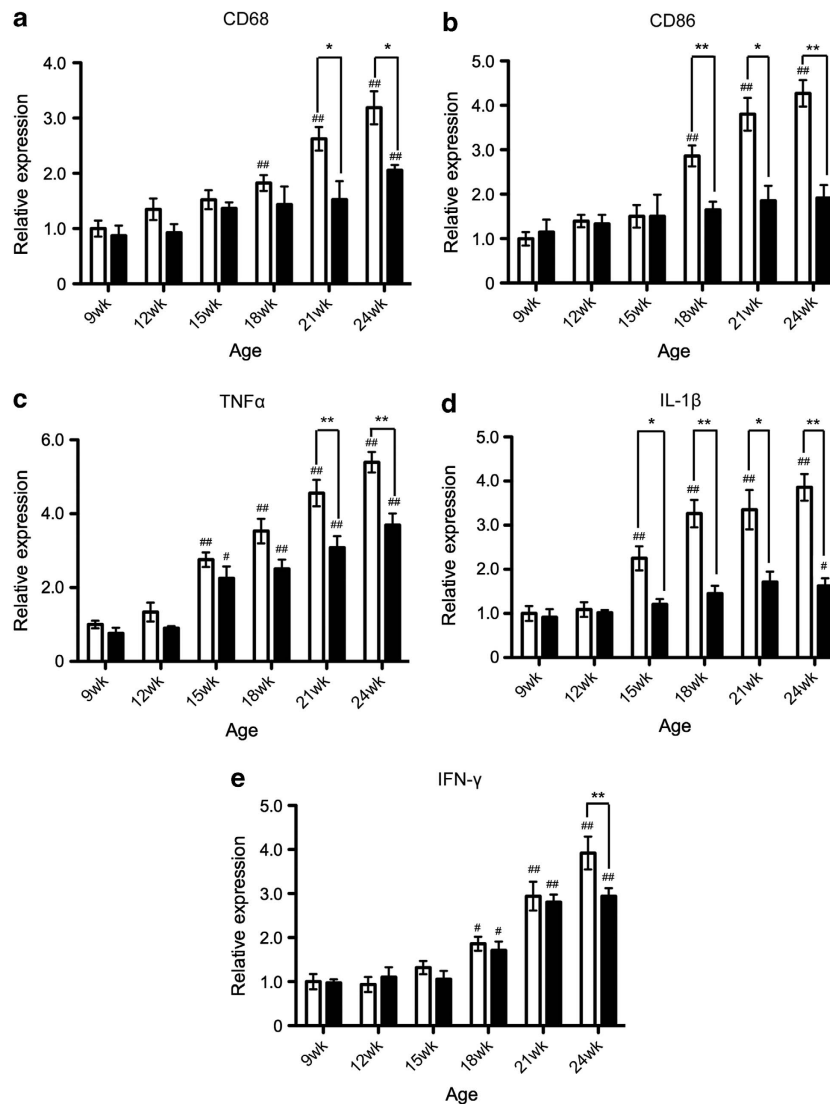 a CD68
Relative expression
4.0
3.0
2.0
1.0
0
* *
## ## ## ##
9wk 12wk 15wk 18wk 21wk 24wk
Age
b CD86
Relative expression
6.0
5.0
4.0
3.0
2.0
1.0
0
** * **
## ## ##
9wk 12wk 15wk 18wk 21wk 24wk
Age
c TNFα
Relative expression
6.0
4.0
2.0
0
** **
## # ## ## ## ## ## ##
9wk 12wk 15wk 18wk 21wk 24wk
Age
d IL-1β
Relative expression
5.0
4.0
3.0
2.0
1.0
0
* ** * **
## ## ## ## #
9wk 12wk 15wk 18wk 21wk 24wk
Age
e IFN-γ
Relative expression
5.0
4.0
3.0
2.0
1.0
0
**
# # ## ## ## ##
9wk 12wk 15wk 18wk 21wk 24wk
Age